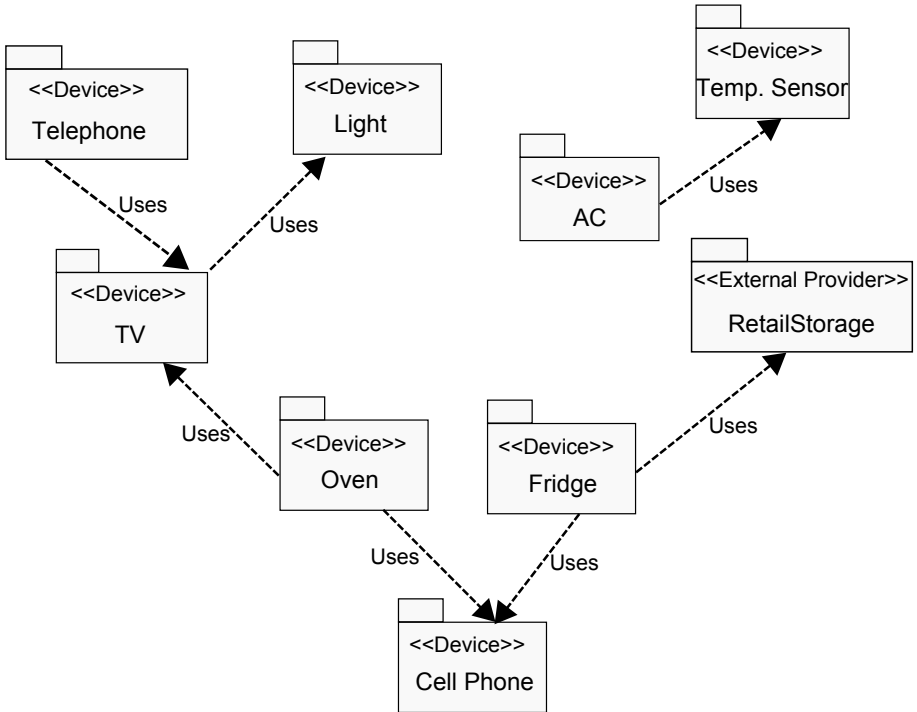 <<Device>>
Telephone
<<Device>>
Light
<<Device>>
Temp. Sensor
<<Device>>
AC
Uses
Uses
Uses
<<Device>>
TV
<<External Provider>>
RetailStorage
Uses
<<Device>>
Oven
<<Device>>
Fridge
Uses
Uses
Uses
<<Device>>
Cell Phone